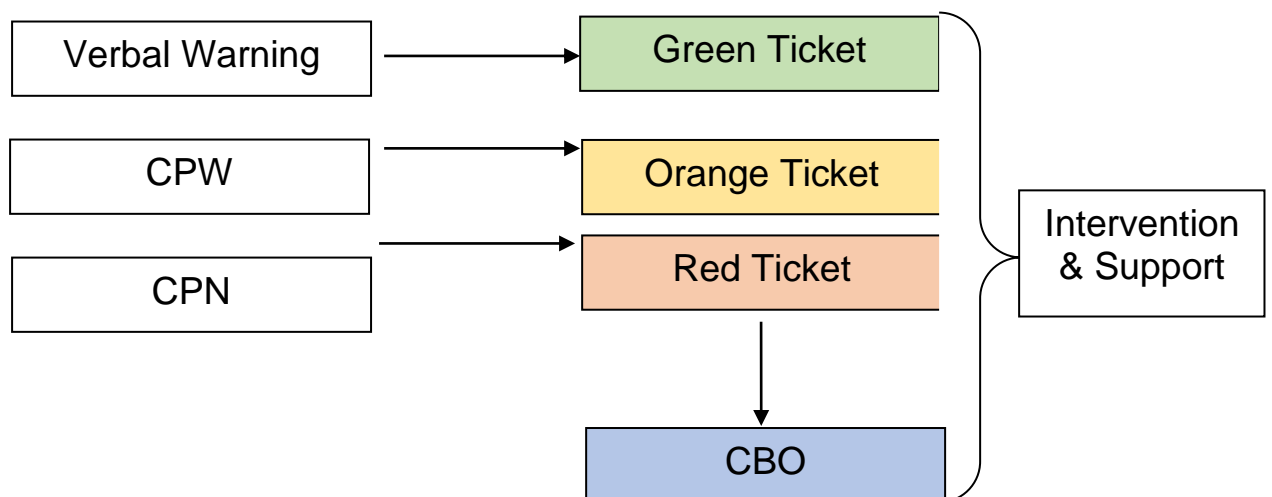 Verbal Warning
Green Ticket
CPW
Orange Ticket
CPN
Red Ticket
Intervention
& Support
CBO